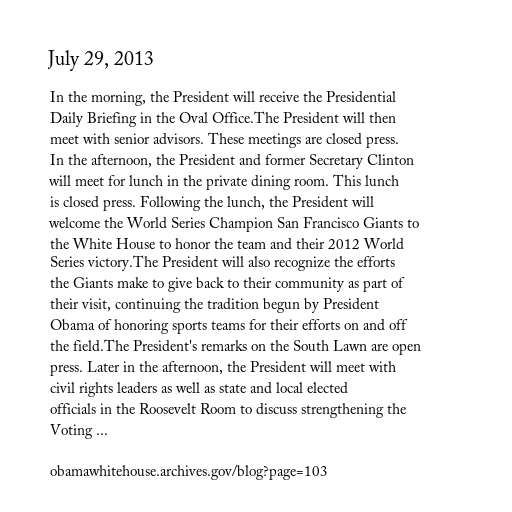 July 29, 2013
In the morning, the President will receive the Presidential
Daily Briefing in the Oval Office.The President will then
meet with senior advisors. These meetings are closed press.
In the afternoon, the President and former Secretary Clinton
will meet for lunch in the private dining room. This lunch
is closed press. Following the lunch, the President will
welcome the World Series Champion San Francisco Giants to
the White House to honor the team and their 2012 World
Series victory.The President will also recognize the efforts
the Giants make to give back to their community as part of
their visit, continuing the tradition begun by President
Obama of honoring sports teams for their efforts on and off
the field.The President's remarks on the South Lawn are open
press. Later in the afternoon, the President will meet with
civil rights leaders as well as state and local elected
officials in the Roosevelt Room to discuss strengthening the
Voting ...
obamawhitehouse.archives.gov/blog?page=103